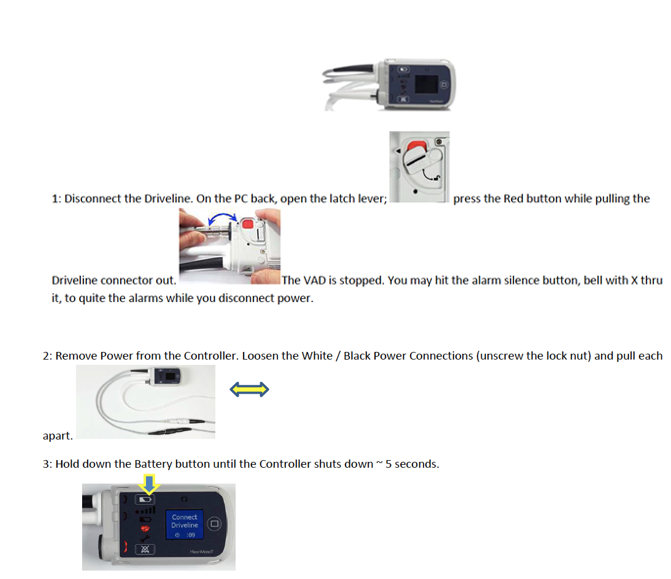 1: Disconnect the Driveline. On the PC back, open the latch lever; press the Red button while pulling the
Driveline connector out. The VAD is stopped. You may hit the alarm silence button, bell with X thru
it, to quite the alarms while you disconnect power.
2: Remove Power from the Controller. Loosen the White / Black Power Connections (unscrew the lock nut) and pull each
apart.
3: Hold down the Battery button until the Controller shuts down ~ 5 seconds.
Connect
Driveline